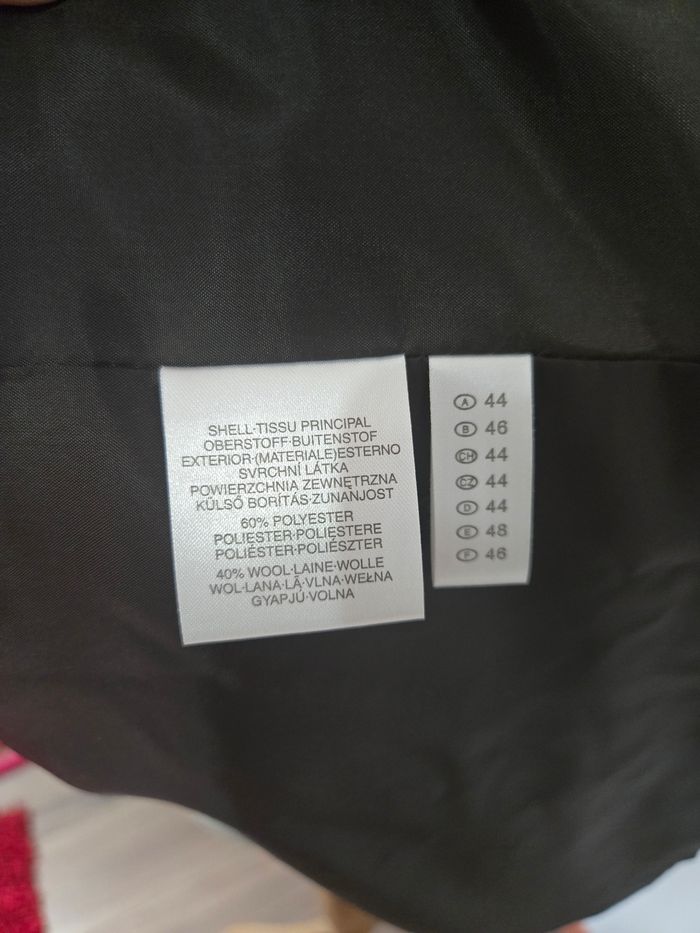 SHELL·TISSU PRINCIPAL
OBERSTOFF·BUITENSTOF
EXTERIOR·(MATERIALE)ESTERNO
SVRCHNÍ LÁTKA
POWIERZCHNIA ZEWNĘTRZNA
KÜLSŐ BORÍTÁS·ZUNANJOST
60% POLYESTER
POLIESTER·POLIESTERE
POLIÉSTER·POLIÉSZTER
40% WOOL·LAINE·WOLLE
WOL·LANA·LÃ·VLNA·WEŁNA
GYAPJÚ·VOLNA
A 44
B 46
CH 44
CZ 44
D 44
E 48
F 46